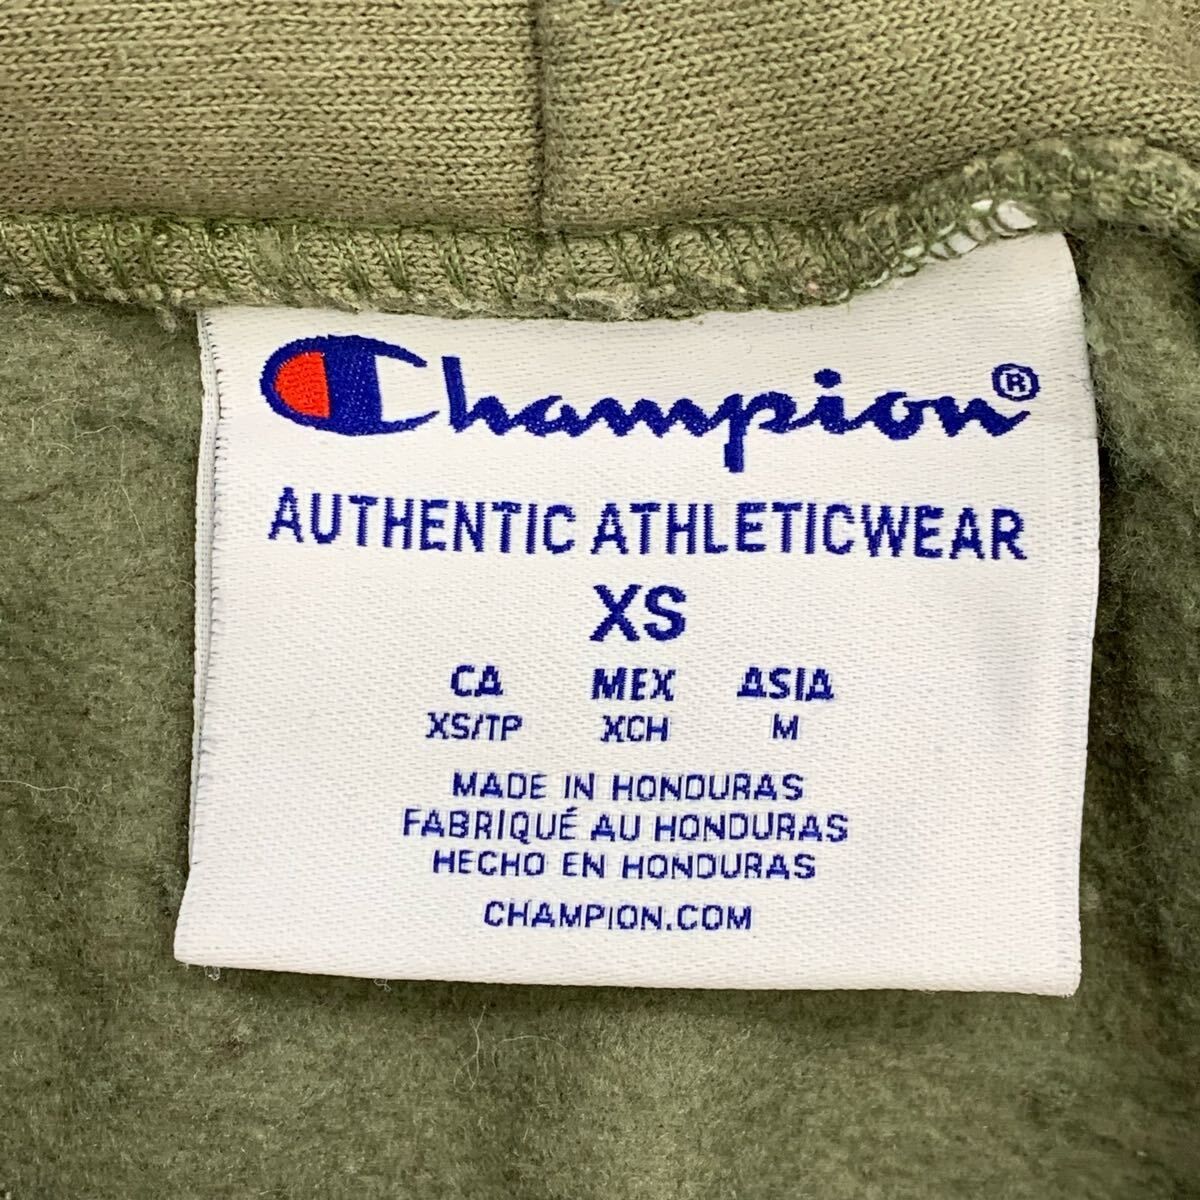 Champion®
AUTHENTIC ATHLETICWEAR
XS
CA MEX ASIA
XS/TP XCH M
MADE IN HONDURAS
FABRIQUÉ AU HONDURAS
HECHO EN HONDURAS
CHAMPION.COM